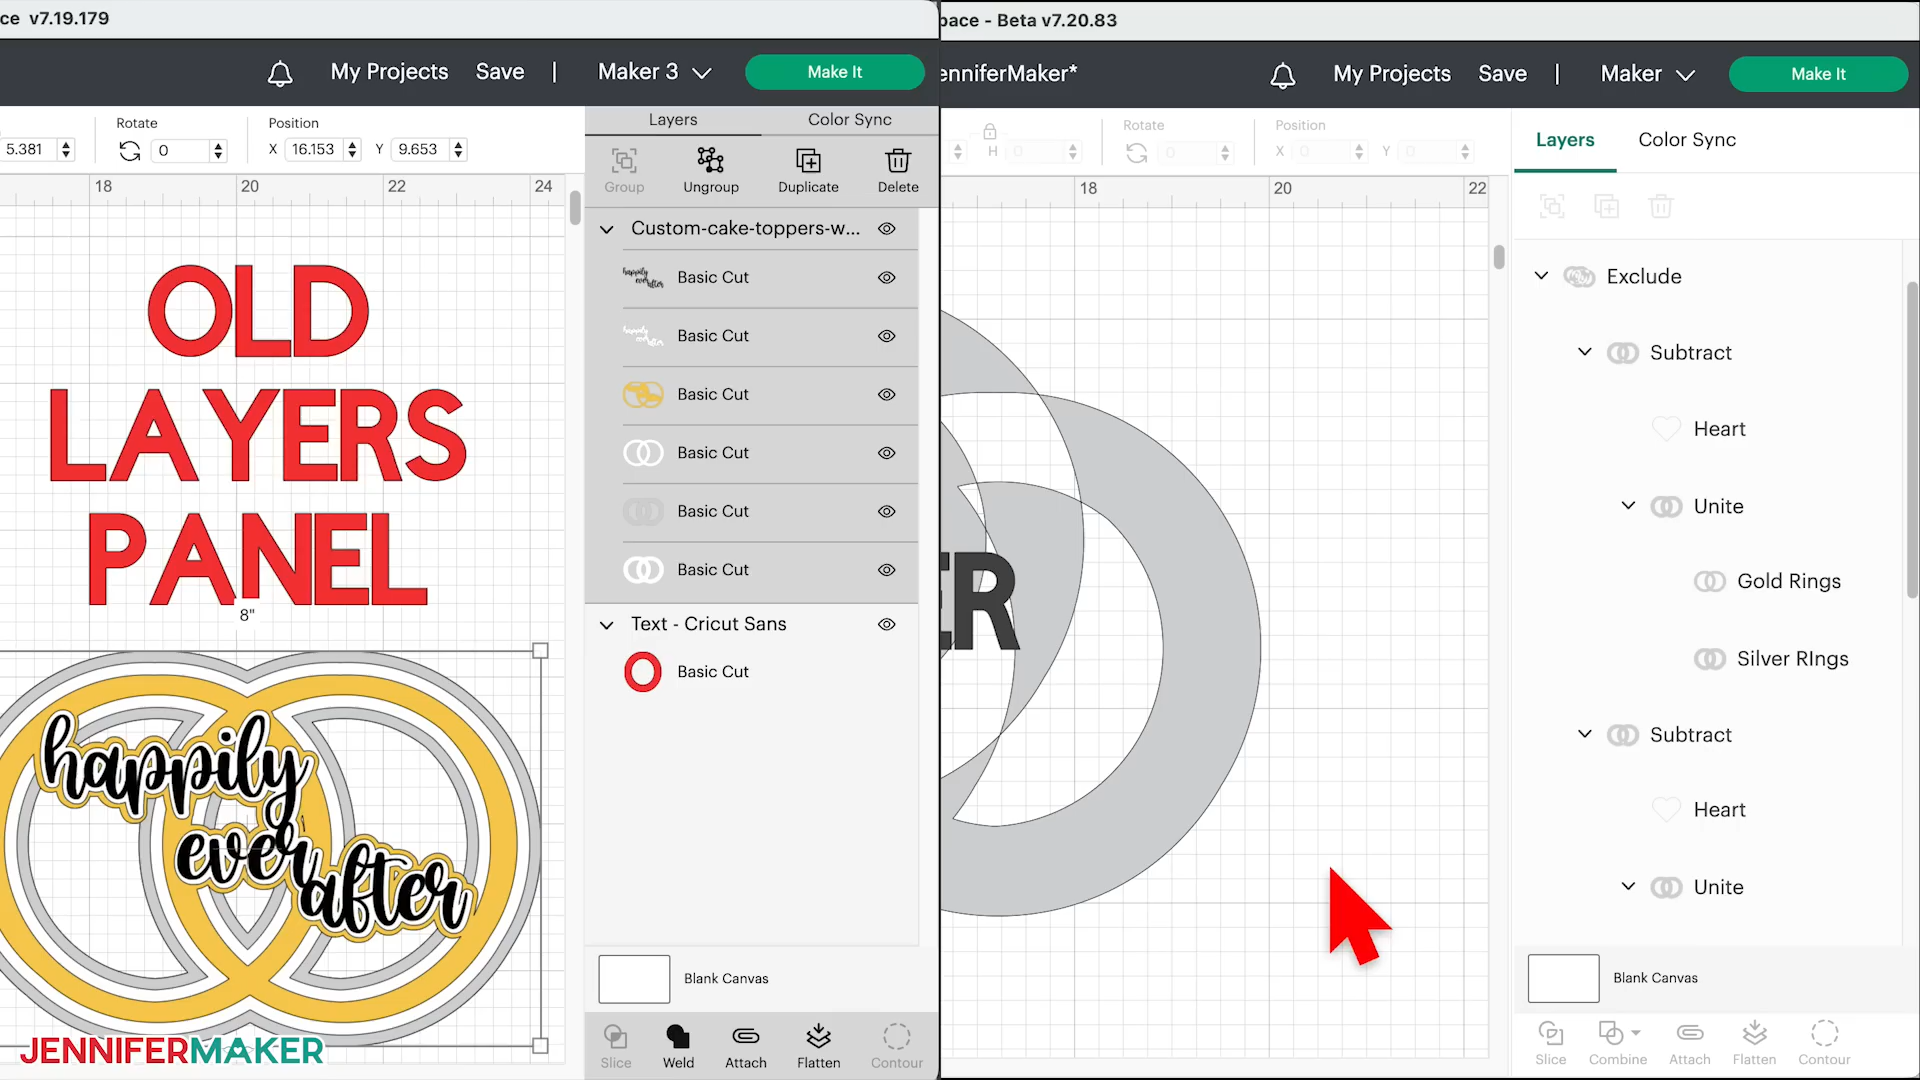 ce v7.19.179
My Projects
Save
|
Maker 3
Make It
5.381
Rotate
0
Position
X 16.153
Y 9.653
18
20
22
24
OLD
LAYERS
PANEL
8"
happily
ever
after
JENNIFERMAKER
Layers
Color Sync
Group
Ungroup
Duplicate
Delete
Custom-cake-toppers-w...
Basic Cut
Basic Cut
Basic Cut
Basic Cut
Basic Cut
Basic Cut
Text - Cricut Sans
Basic Cut
Blank Canvas
Slice
Weld
Attach
Flatten
Contour
pace - Beta v7.20.83
enniferMaker*
My Projects
Save
|
Maker
Make It
H 0
Rotate
0
Position
X 0
Y 0
18
20
22
ER
Layers
Color Sync
Exclude
Subtract
Heart
Unite
Gold Rings
Silver RIngs
Subtract
Heart
Unite
Blank Canvas
Slice
Combine
Attach
Flatten
Contour